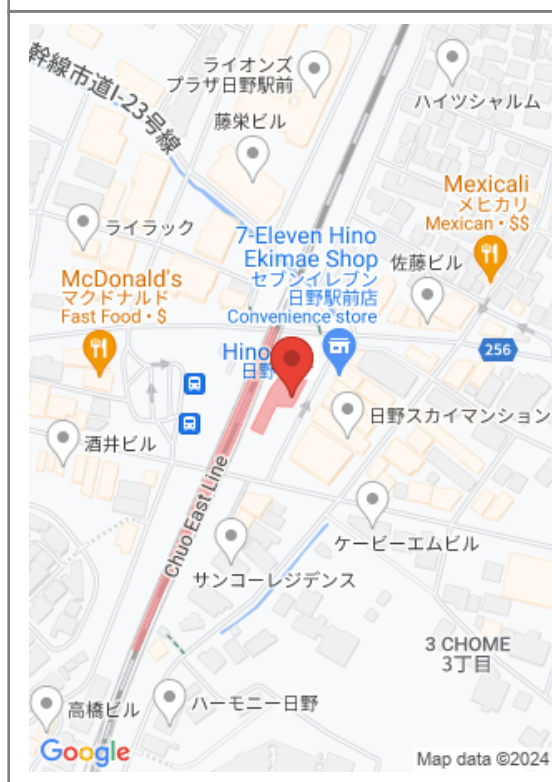 ライオンズ
プラザ日野駅前
幹線市道I-23号線
ハイツシャルム
藤栄ビル
Mexicali
メヒカリ
Mexican • $$
ライラック
7-Eleven Hino
Ekimae Shop
セブンイレブン
日野駅前店
Convenience store
佐藤ビル
McDonald's
マクドナルド
Fast Food • $
Hino
日野
256
日野スカイマンション
酒井ビル
Chuo East Line
ケービーエムビル
サンコーレジデンス
3 CHOME
3丁目
ハーモニー日野
高橋ビル
Google
Map data ©2024